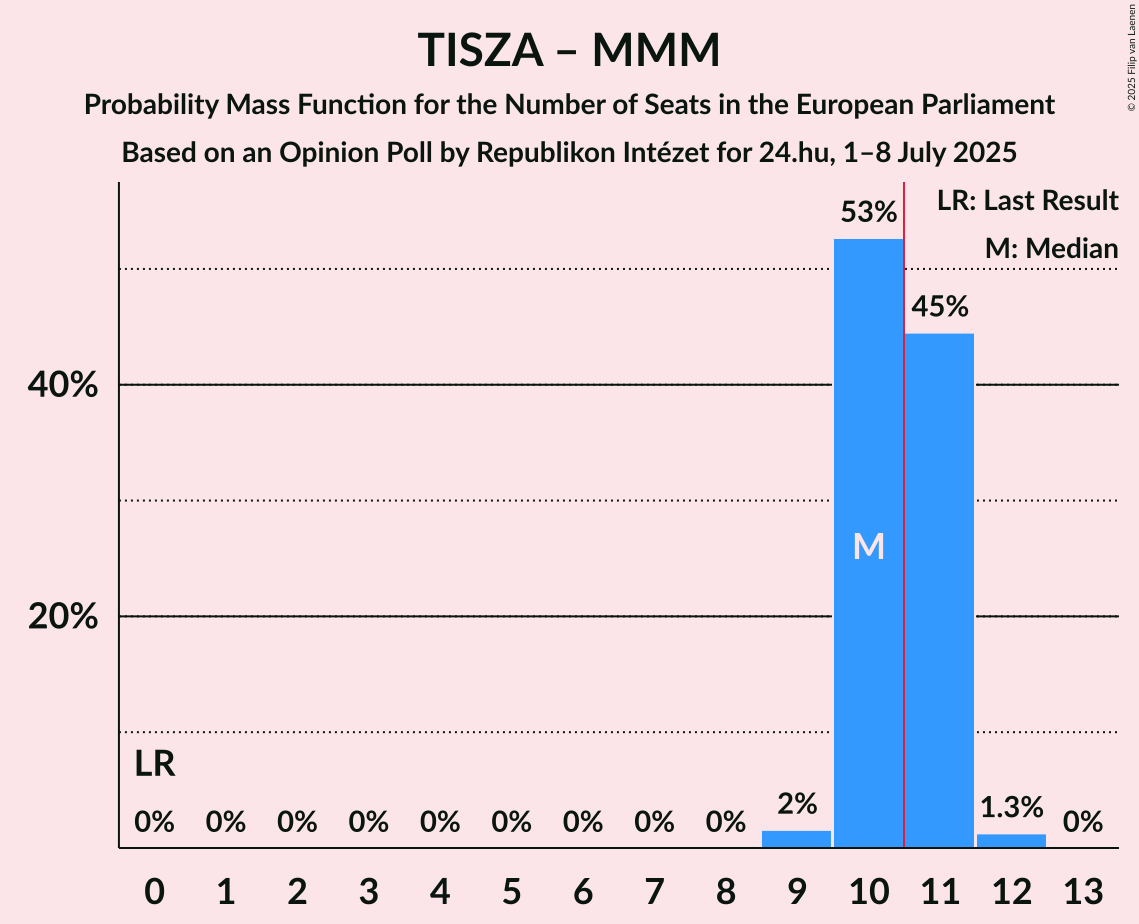 TISZA – MMM
Probability Mass Function for the Number of Seats in the European Parliament
Based on an Opinion Poll by Republikon Intézet for 24.hu, 1–8 July 2025
© 2025 Filip van Laenen
LR: Last Result
M: Median
53%
45%
40%
M
20%
LR
0% 0% 0% 0% 0% 0% 0% 0% 0% 2% 1.3% 0%
0 1 2 3 4 5 6 7 8 9 10 11 12 13